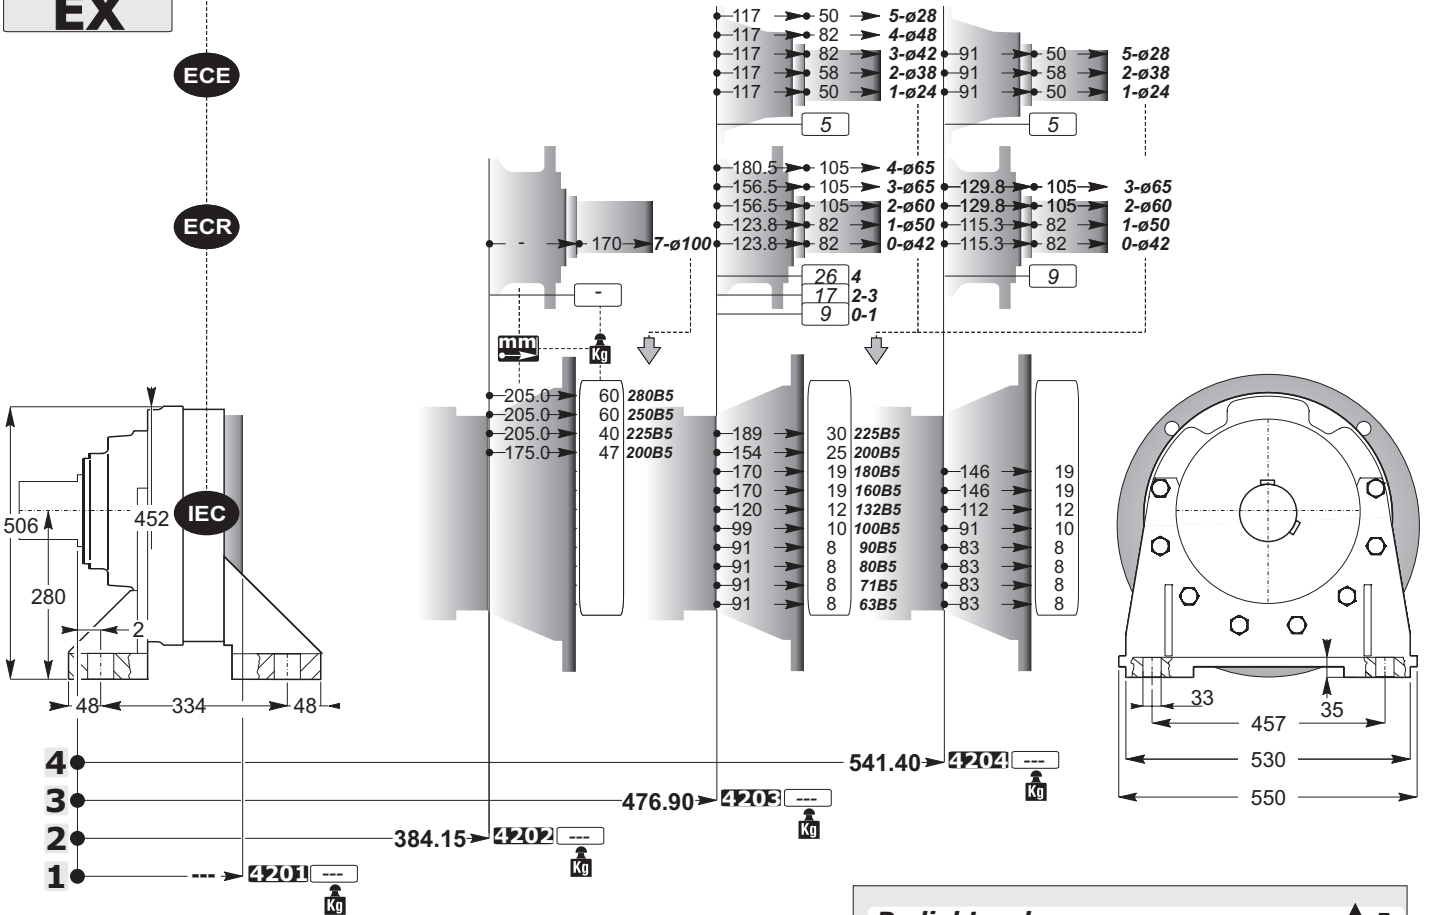 EX
ECE
117 50 5-ø28
117 82 4-ø48
117 82 3-ø42 91 50 5-ø28
117 58 2-ø38 91 58 2-ø38
117 50 1-ø24 91 50 1-ø24
5 5
180.5 105 4-ø65
156.5 105 3-ø65 129.8 105 3-ø65
ECR
156.5 105 2-ø60 129.8 105 2-ø60
123.8 82 1-ø50 115.3 82 1-ø50
- 170 7-ø100 123.8 82 0-ø42 115.3 82 0-ø42
26 4 9
- 17 2-3
9 0-1
mm Kg
205.0 60 280B5
205.0 60 250B5
205.0 40 225B5 189 30 225B5
175.0 47 200B5 154 25 200B5
170 19 180B5 146 19
170 19 160B5 146 19
IEC
120 12 132B5 112 12
99 10 100B5 91 10
91 8 90B5 83 8
91 8 80B5 83 8
91 8 71B5 83 8
91 8 63B5 83 8
506 452
280
2
48 334 48
33 35
457
530
550
4 541.40 4204 ---
Kg
3 476.90 4203 ---
Kg
2 384.15 4202 ---
Kg
1 --- 4201 ---
Kg